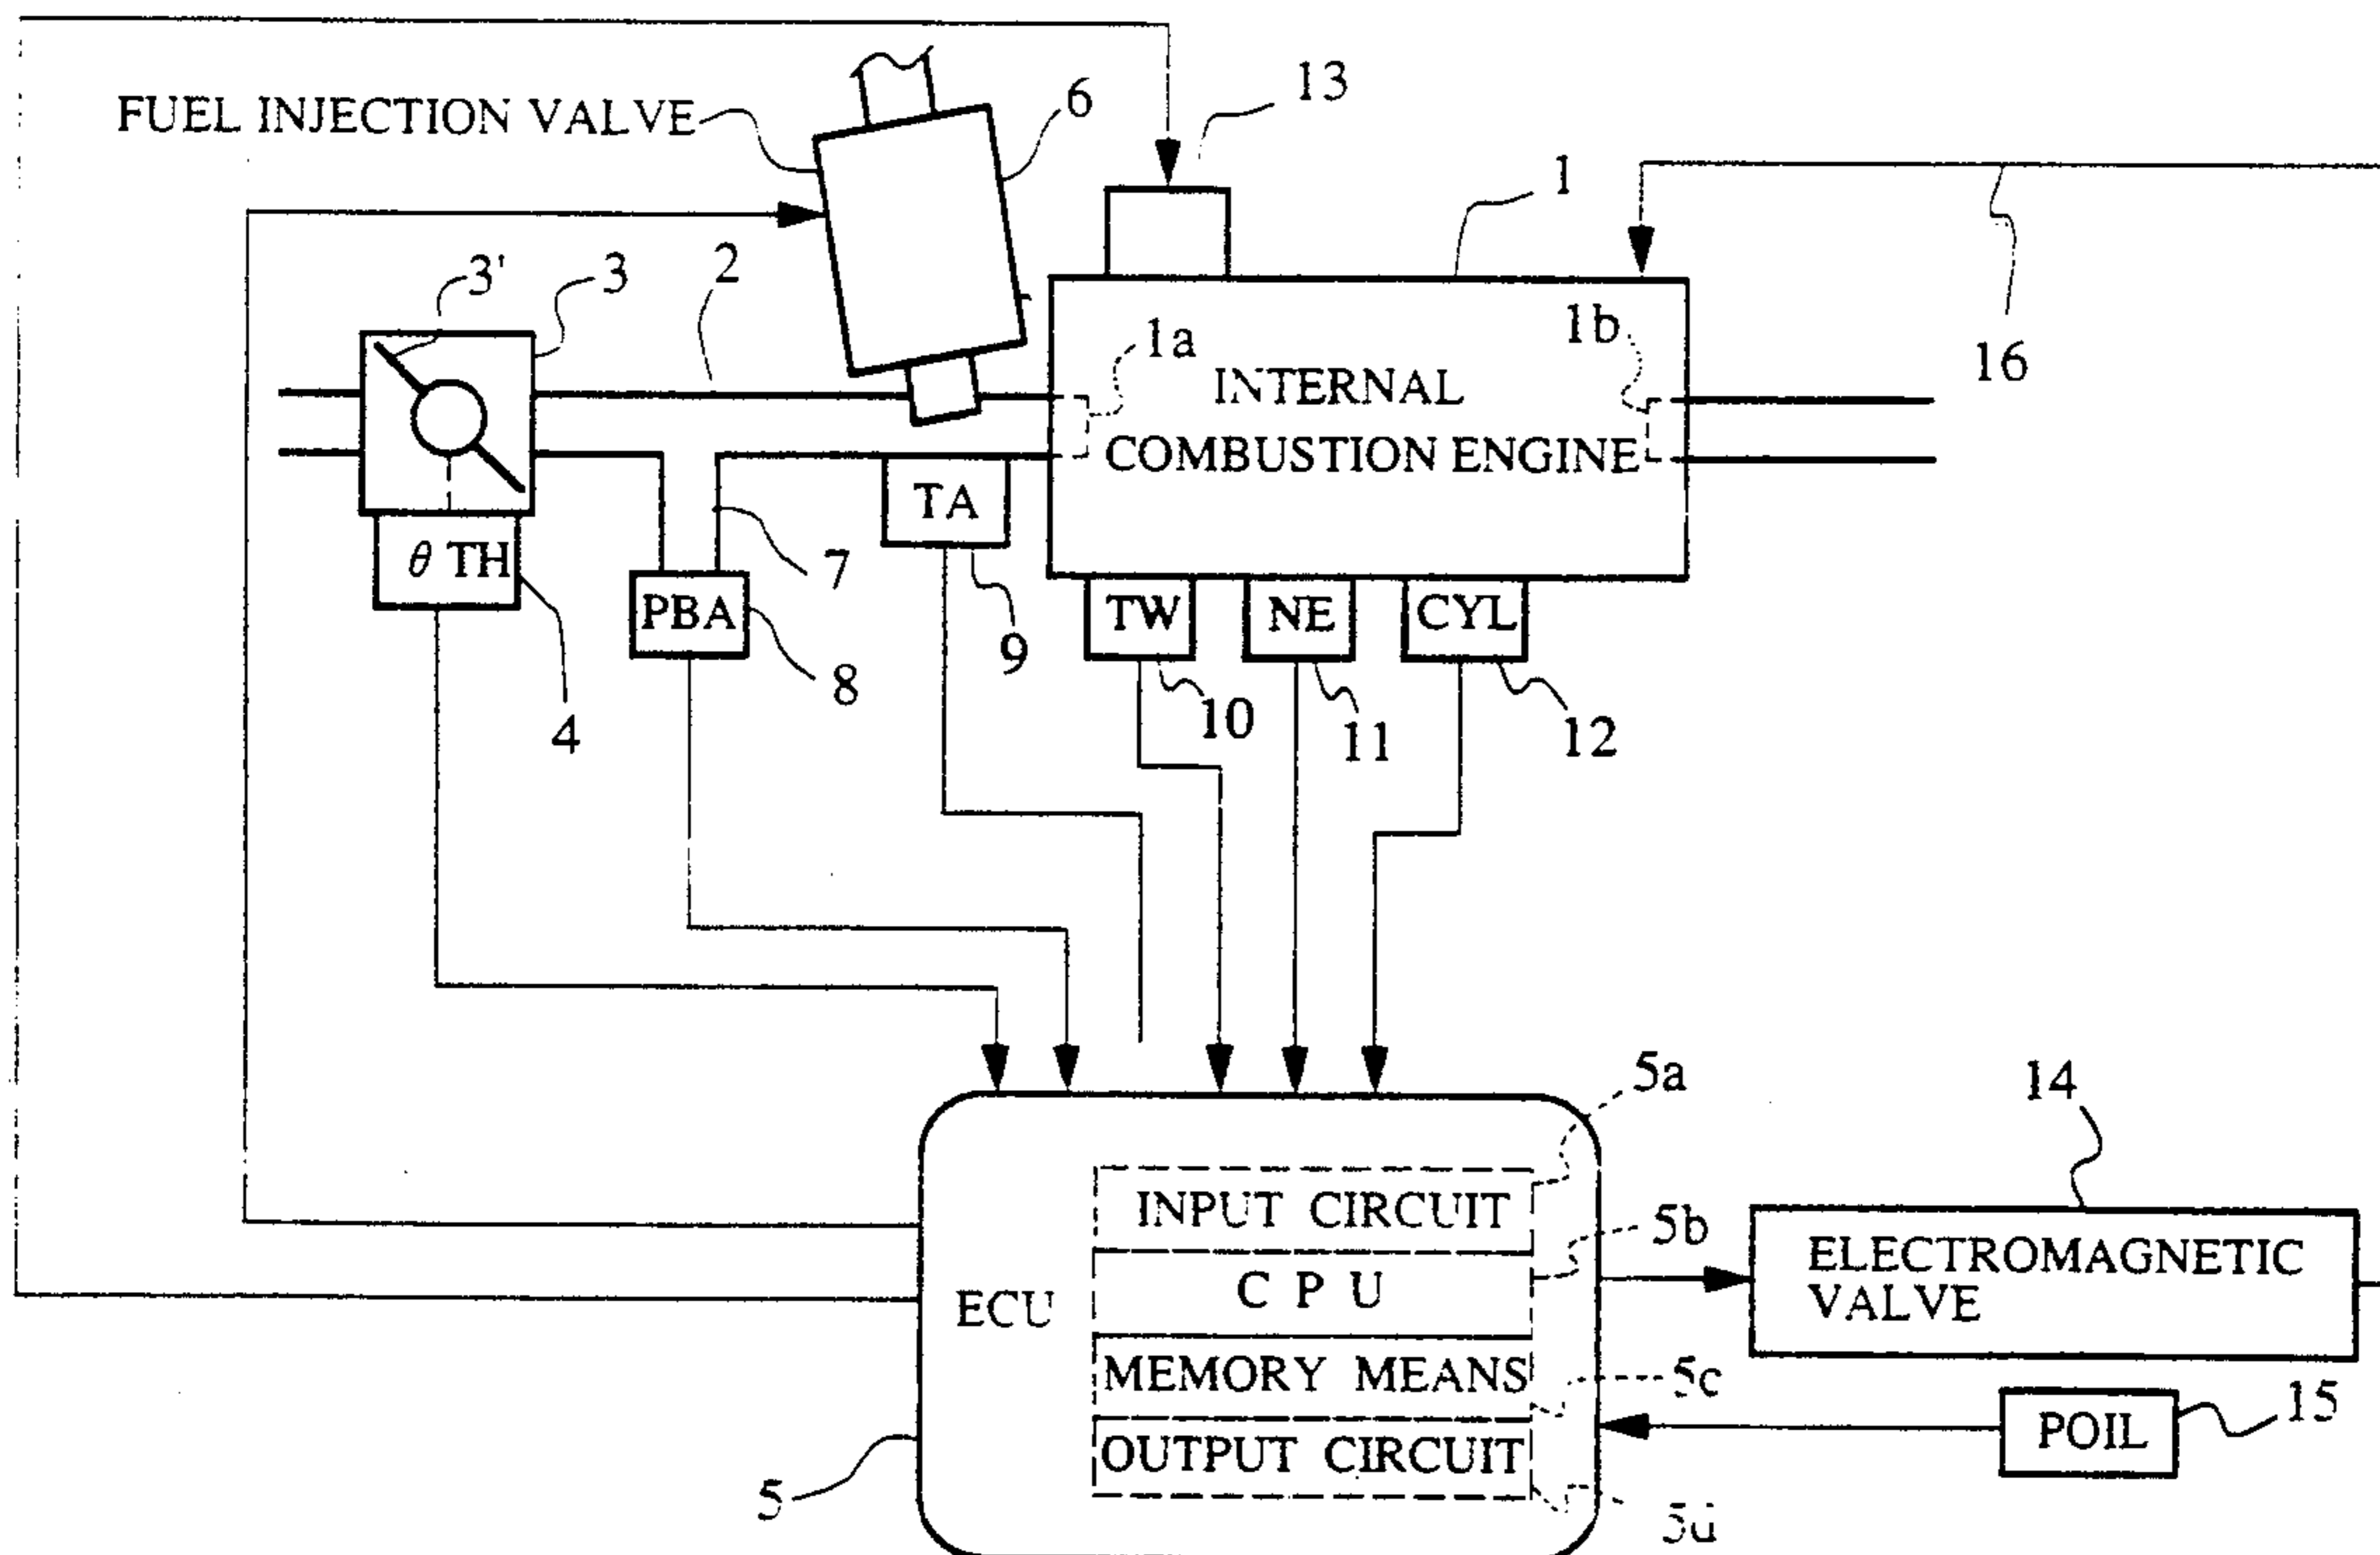 13
FUEL INJECTION VALVE
6
1
3'
3
2
1a
1b
16
INTERNAL
COMBUSTION ENGINE
TA
θ TH
7
PBA
TW
NE
CYL
9
8
4
10
11
12
5a
14
INPUT CIRCUIT
5b
ELECTROMAGNETIC
VALVE
C P U
ECU
MEMORY MEANS
5c
15
POIL
OUTPUT CIRCUIT
5
5d